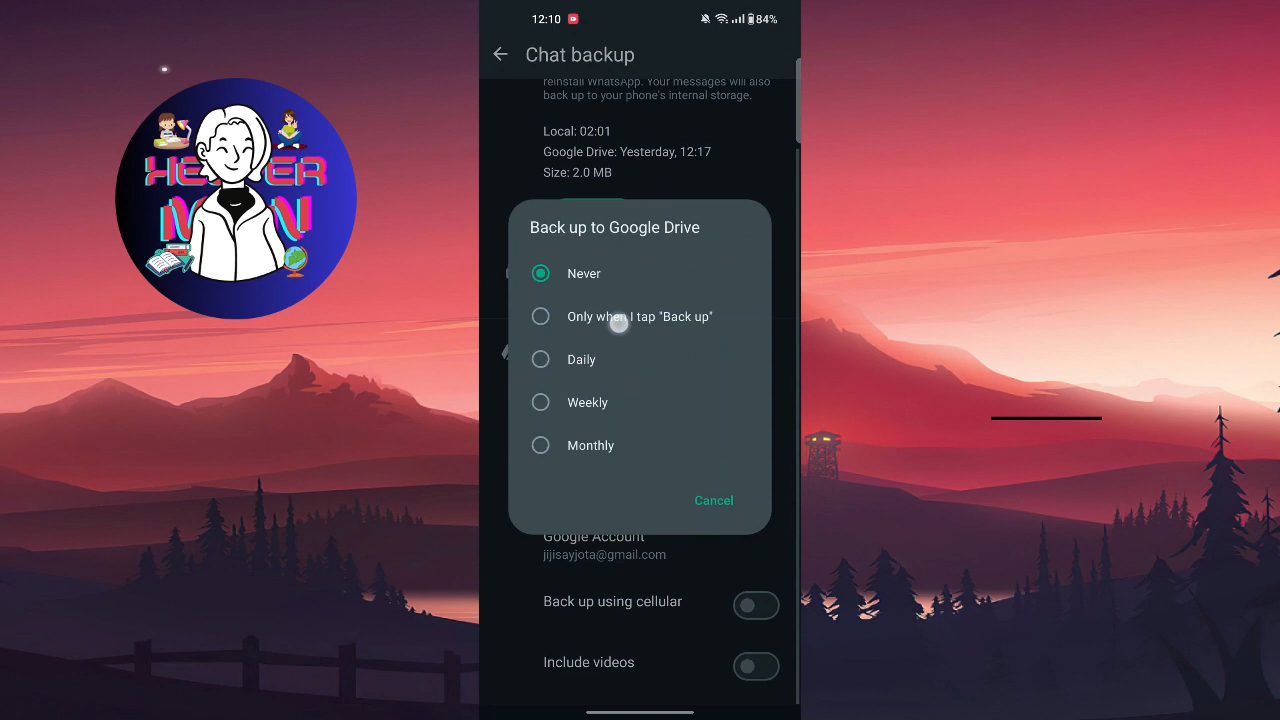 12:10
84%
Chat backup
reinstall WhatsApp. Your messages will also
back up to your phone's internal storage.
Local: 02:01
Google Drive: Yesterday, 12:17
Size: 2.0 MB
Back up to Google Drive
Never
Only when I tap "Back up"
Daily
Weekly
Monthly
Cancel
Google Account
jijisayjota@gmail.com
Back up using cellular
Include videos